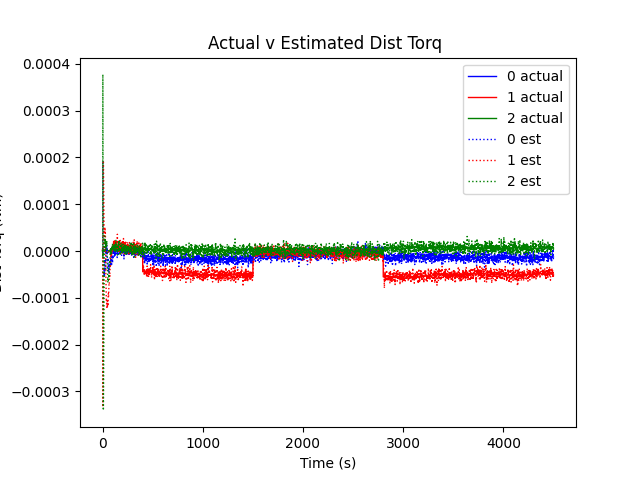 Actual v Estimated Dist Torq
0.0004
0.0003
0.0002
0.0001
0.0000
−0.0001
−0.0002
−0.0003
0 actual
1 actual
2 actual
0 est
1 est
2 est
0
1000
2000
3000
4000
Time (s)